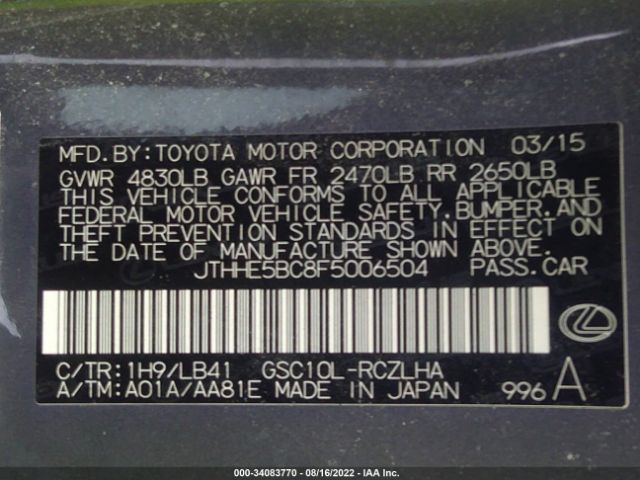 MFD.BY:TOYOTA MOTOR CORPORATION 03/15
GVWR 4830LB GAWR FR 2470LB RR 2650LB
THIS VEHICLE CONFORMS TO ALL APPLICABLE
FEDERAL MOTOR VEHICLE SAFETY,BUMPER,AND
THEFT PREVENTION STANDARDS IN EFFECT ON
THE DATE OF MANUFACTURE SHOWN ABOVE.
JTHHE5BC8F5006504 PASS.CAR
C/TR:1H9/LB41 GSC10L-RCZLHA
A/TM:A01A/AA81E MADE IN JAPAN 996 A
000-34083770 - 08/16/2022 - IAA Inc.